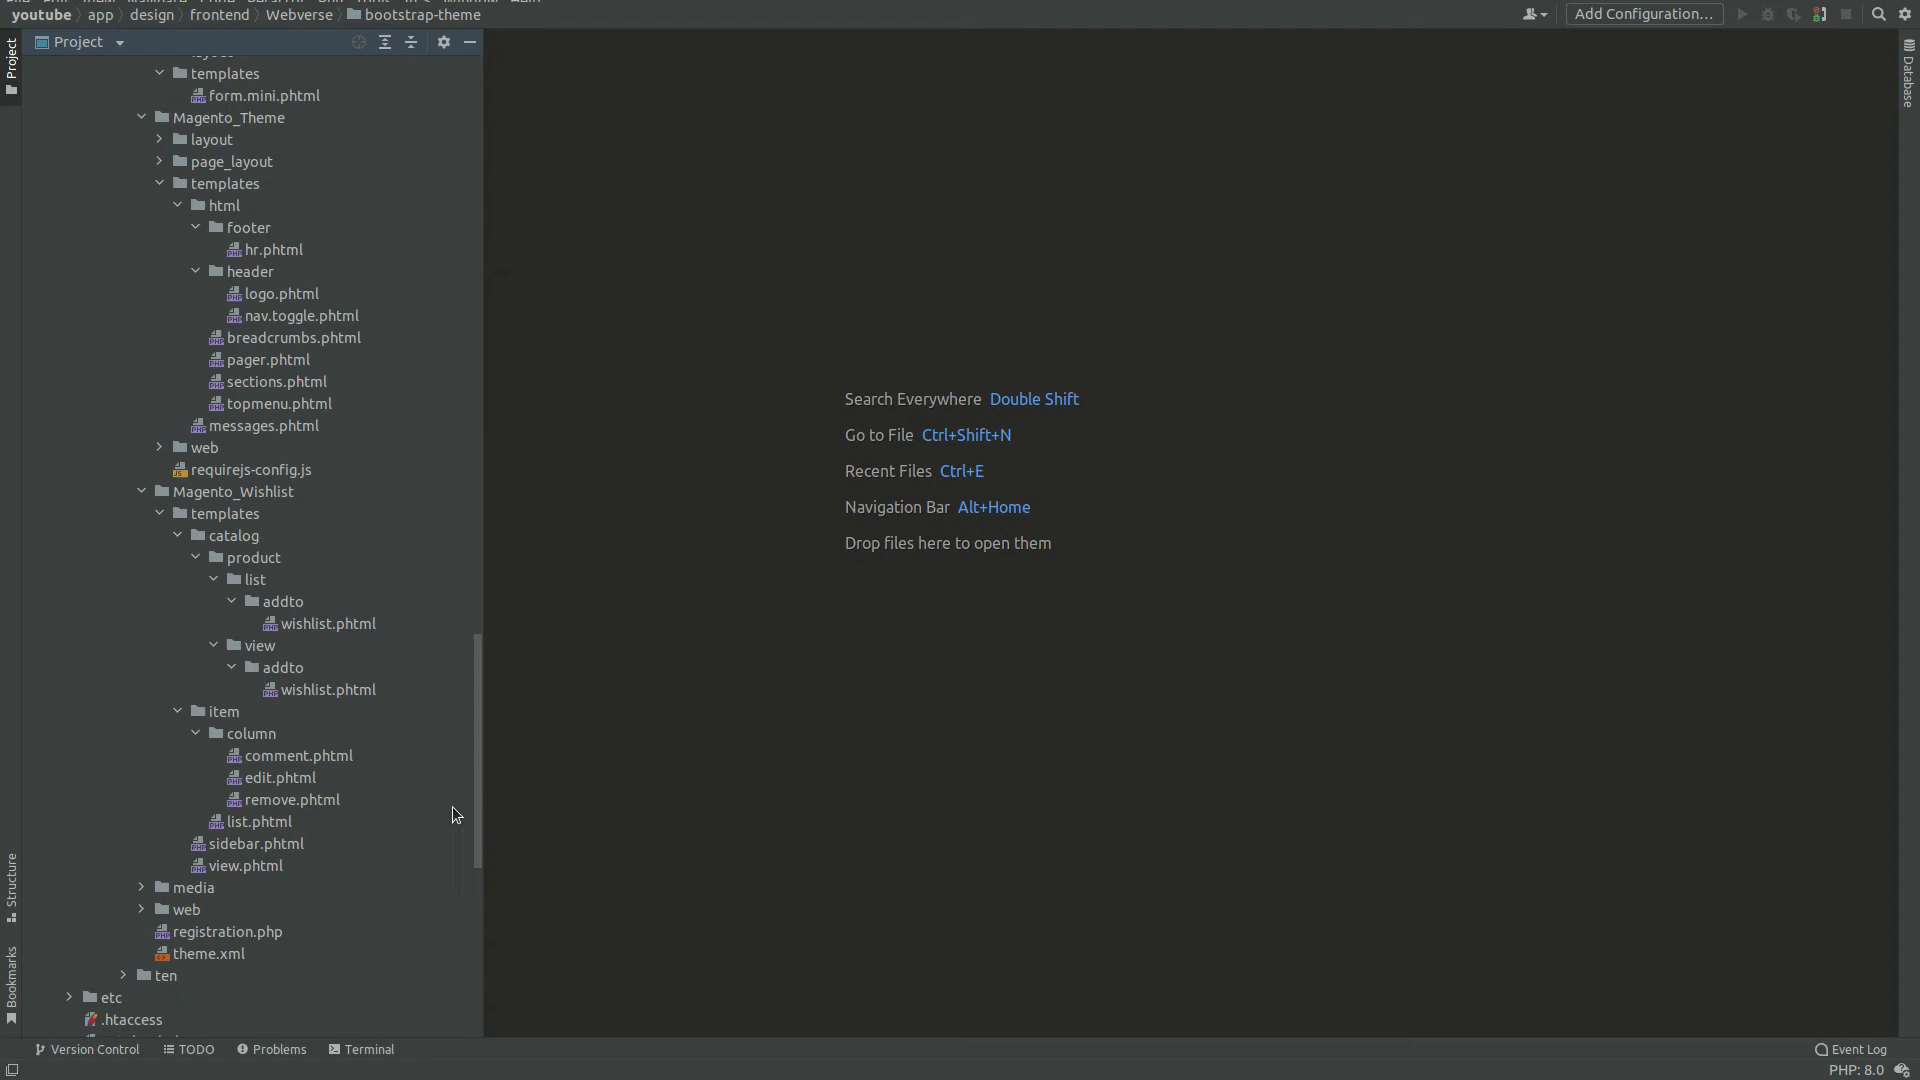 youtube app design frontend Webverse bootstrap-theme
Add Configuration...
Project
Project
templates
form.mini.phtml
Magento_Theme
layout
page_layout
templates
html
footer
hr.phtml
header
logo.phtml
nav.toggle.phtml
breadcrumbs.phtml
pager.phtml
sections.phtml
topmenu.phtml
messages.phtml
web
requirejs-config.js
Magento_Wishlist
templates
catalog
product
list
addto
wishlist.phtml
view
addto
wishlist.phtml
item
column
comment.phtml
edit.phtml
remove.phtml
list.phtml
sidebar.phtml
view.phtml
media
web
registration.php
theme.xml
ten
etc
.htaccess
Structure
Bookmarks
Search Everywhere Double Shift
Go to File Ctrl+Shift+N
Recent Files Ctrl+E
Navigation Bar Alt+Home
Drop files here to open them
Database
Version Control TODO Problems Terminal
Event Log
PHP: 8.0